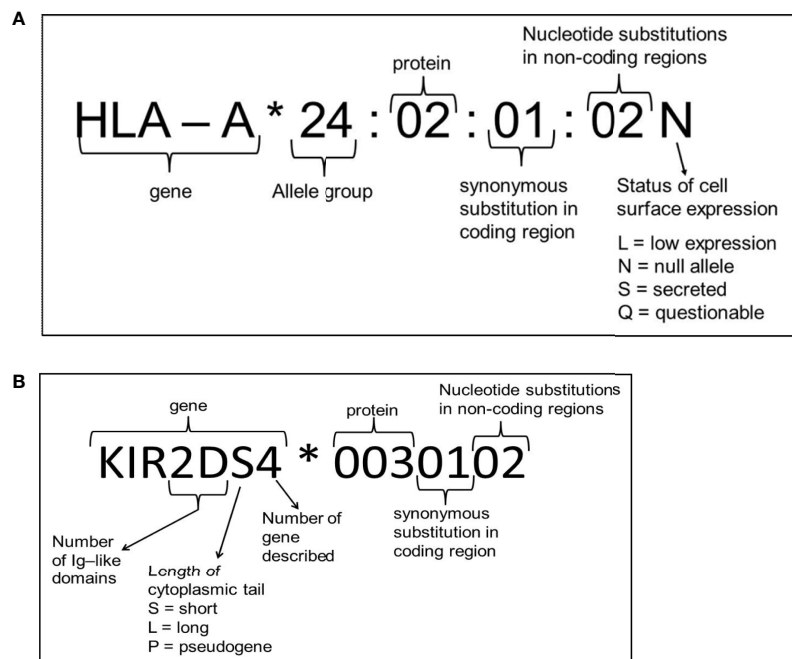 A
Nucleotide substitutions
in non-coding regions
protein
HLA – A * 24 : 02 : 01 : 02 N
gene
Allele group
synonymous
substitution in
coding region
Status of cell
surface expression
L = low expression
N = null allele
S = secreted
Q = questionable
B
Nucleotide substitutions
in non-coding regions
gene
protein
KIR2DS4 * 0030102
Number
of Ig–like
domains
Length of
cytoplasmic tail
S = short
L = long
P = pseudogene
Number of
gene
described
synonymous
substitution in
coding region